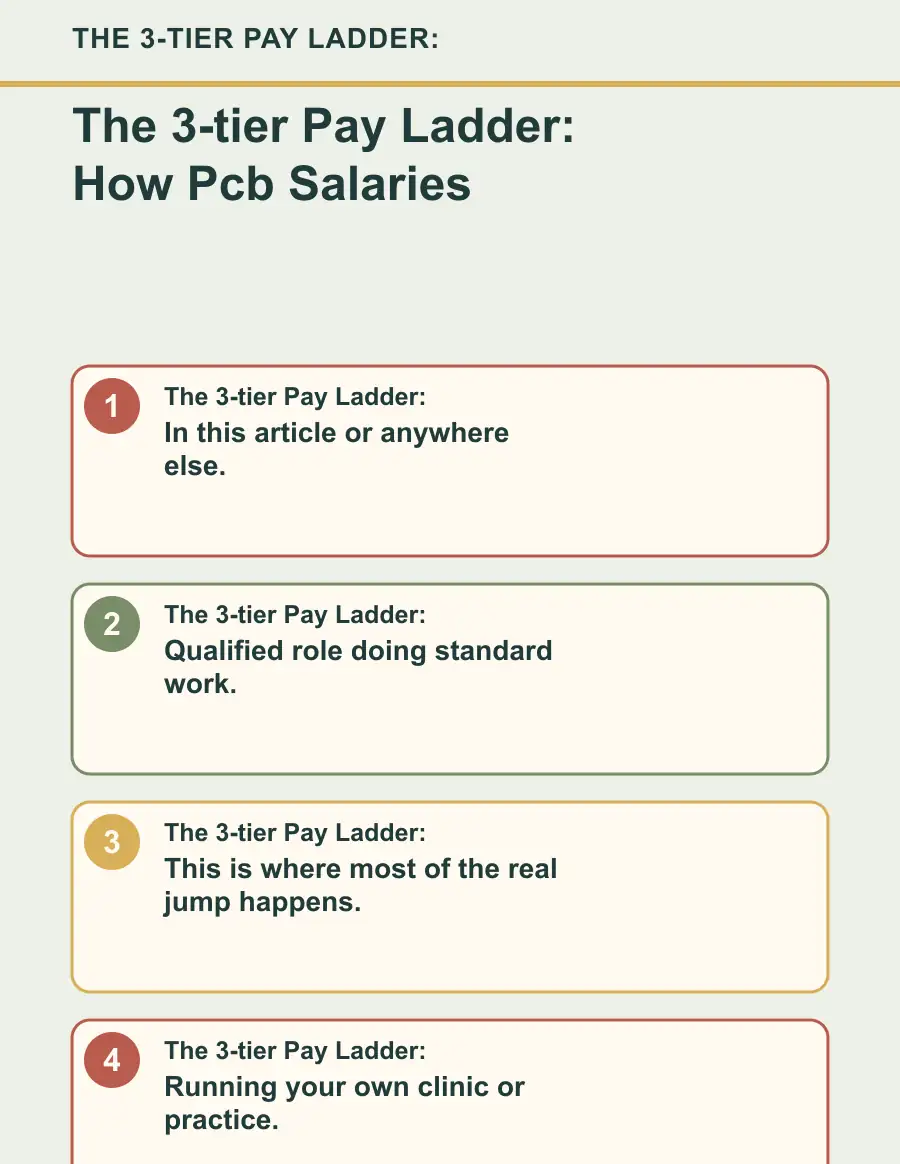 THE 3-TIER PAY LADDER:
The 3-tier Pay Ladder:
How Pcb Salaries
1
The 3-tier Pay Ladder:
In this article or anywhere
else.
2
The 3-tier Pay Ladder:
Qualified role doing standard
work.
3
The 3-tier Pay Ladder:
This is where most of the real
jump happens.
4
The 3-tier Pay Ladder:
Running your own clinic or
practice.